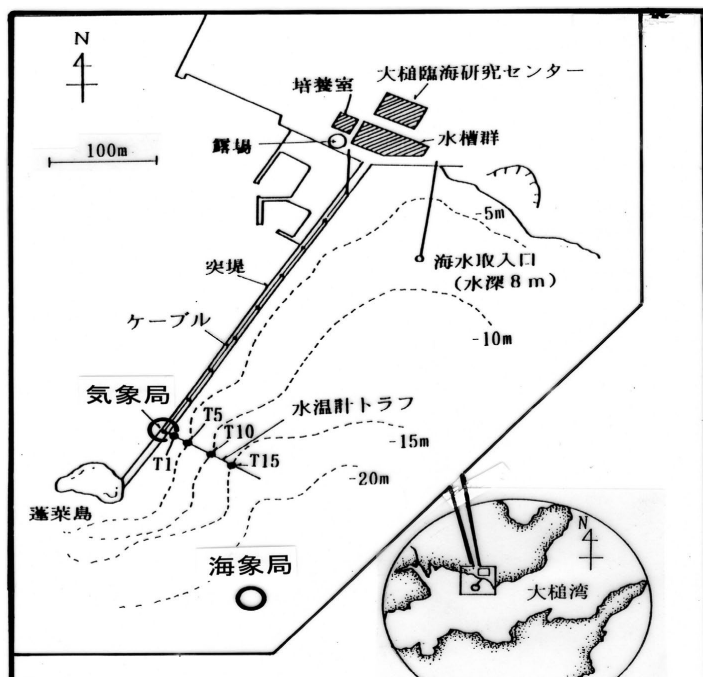 N
大槌臨海研究センター
培養室
露場
水槽群
100m
-5m
海水取入口
(水深8m)
突堤
ケーブル
-10m
気象局
水温計トラフ
T5
T10
T1
T15
-15m
-20m
蓬莱島
海象局
N
大槌湾